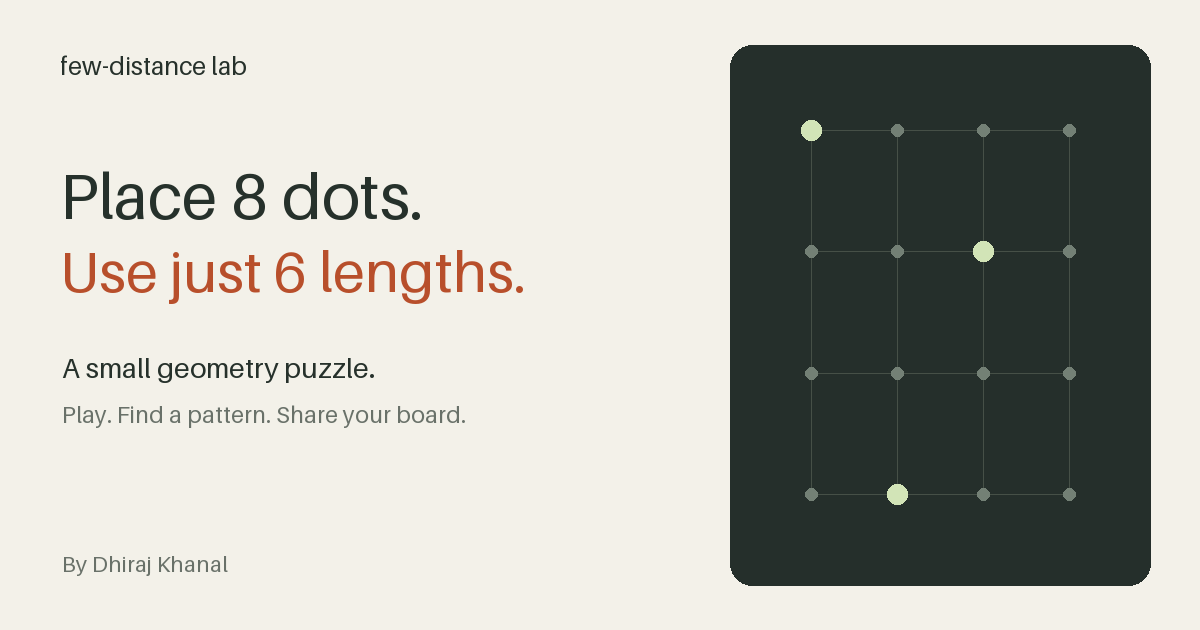 few-distance lab
Place 8 dots.
Use just 6 lengths.
A small geometry puzzle.
Play. Find a pattern. Share your board.
By Dhiraj Khanal